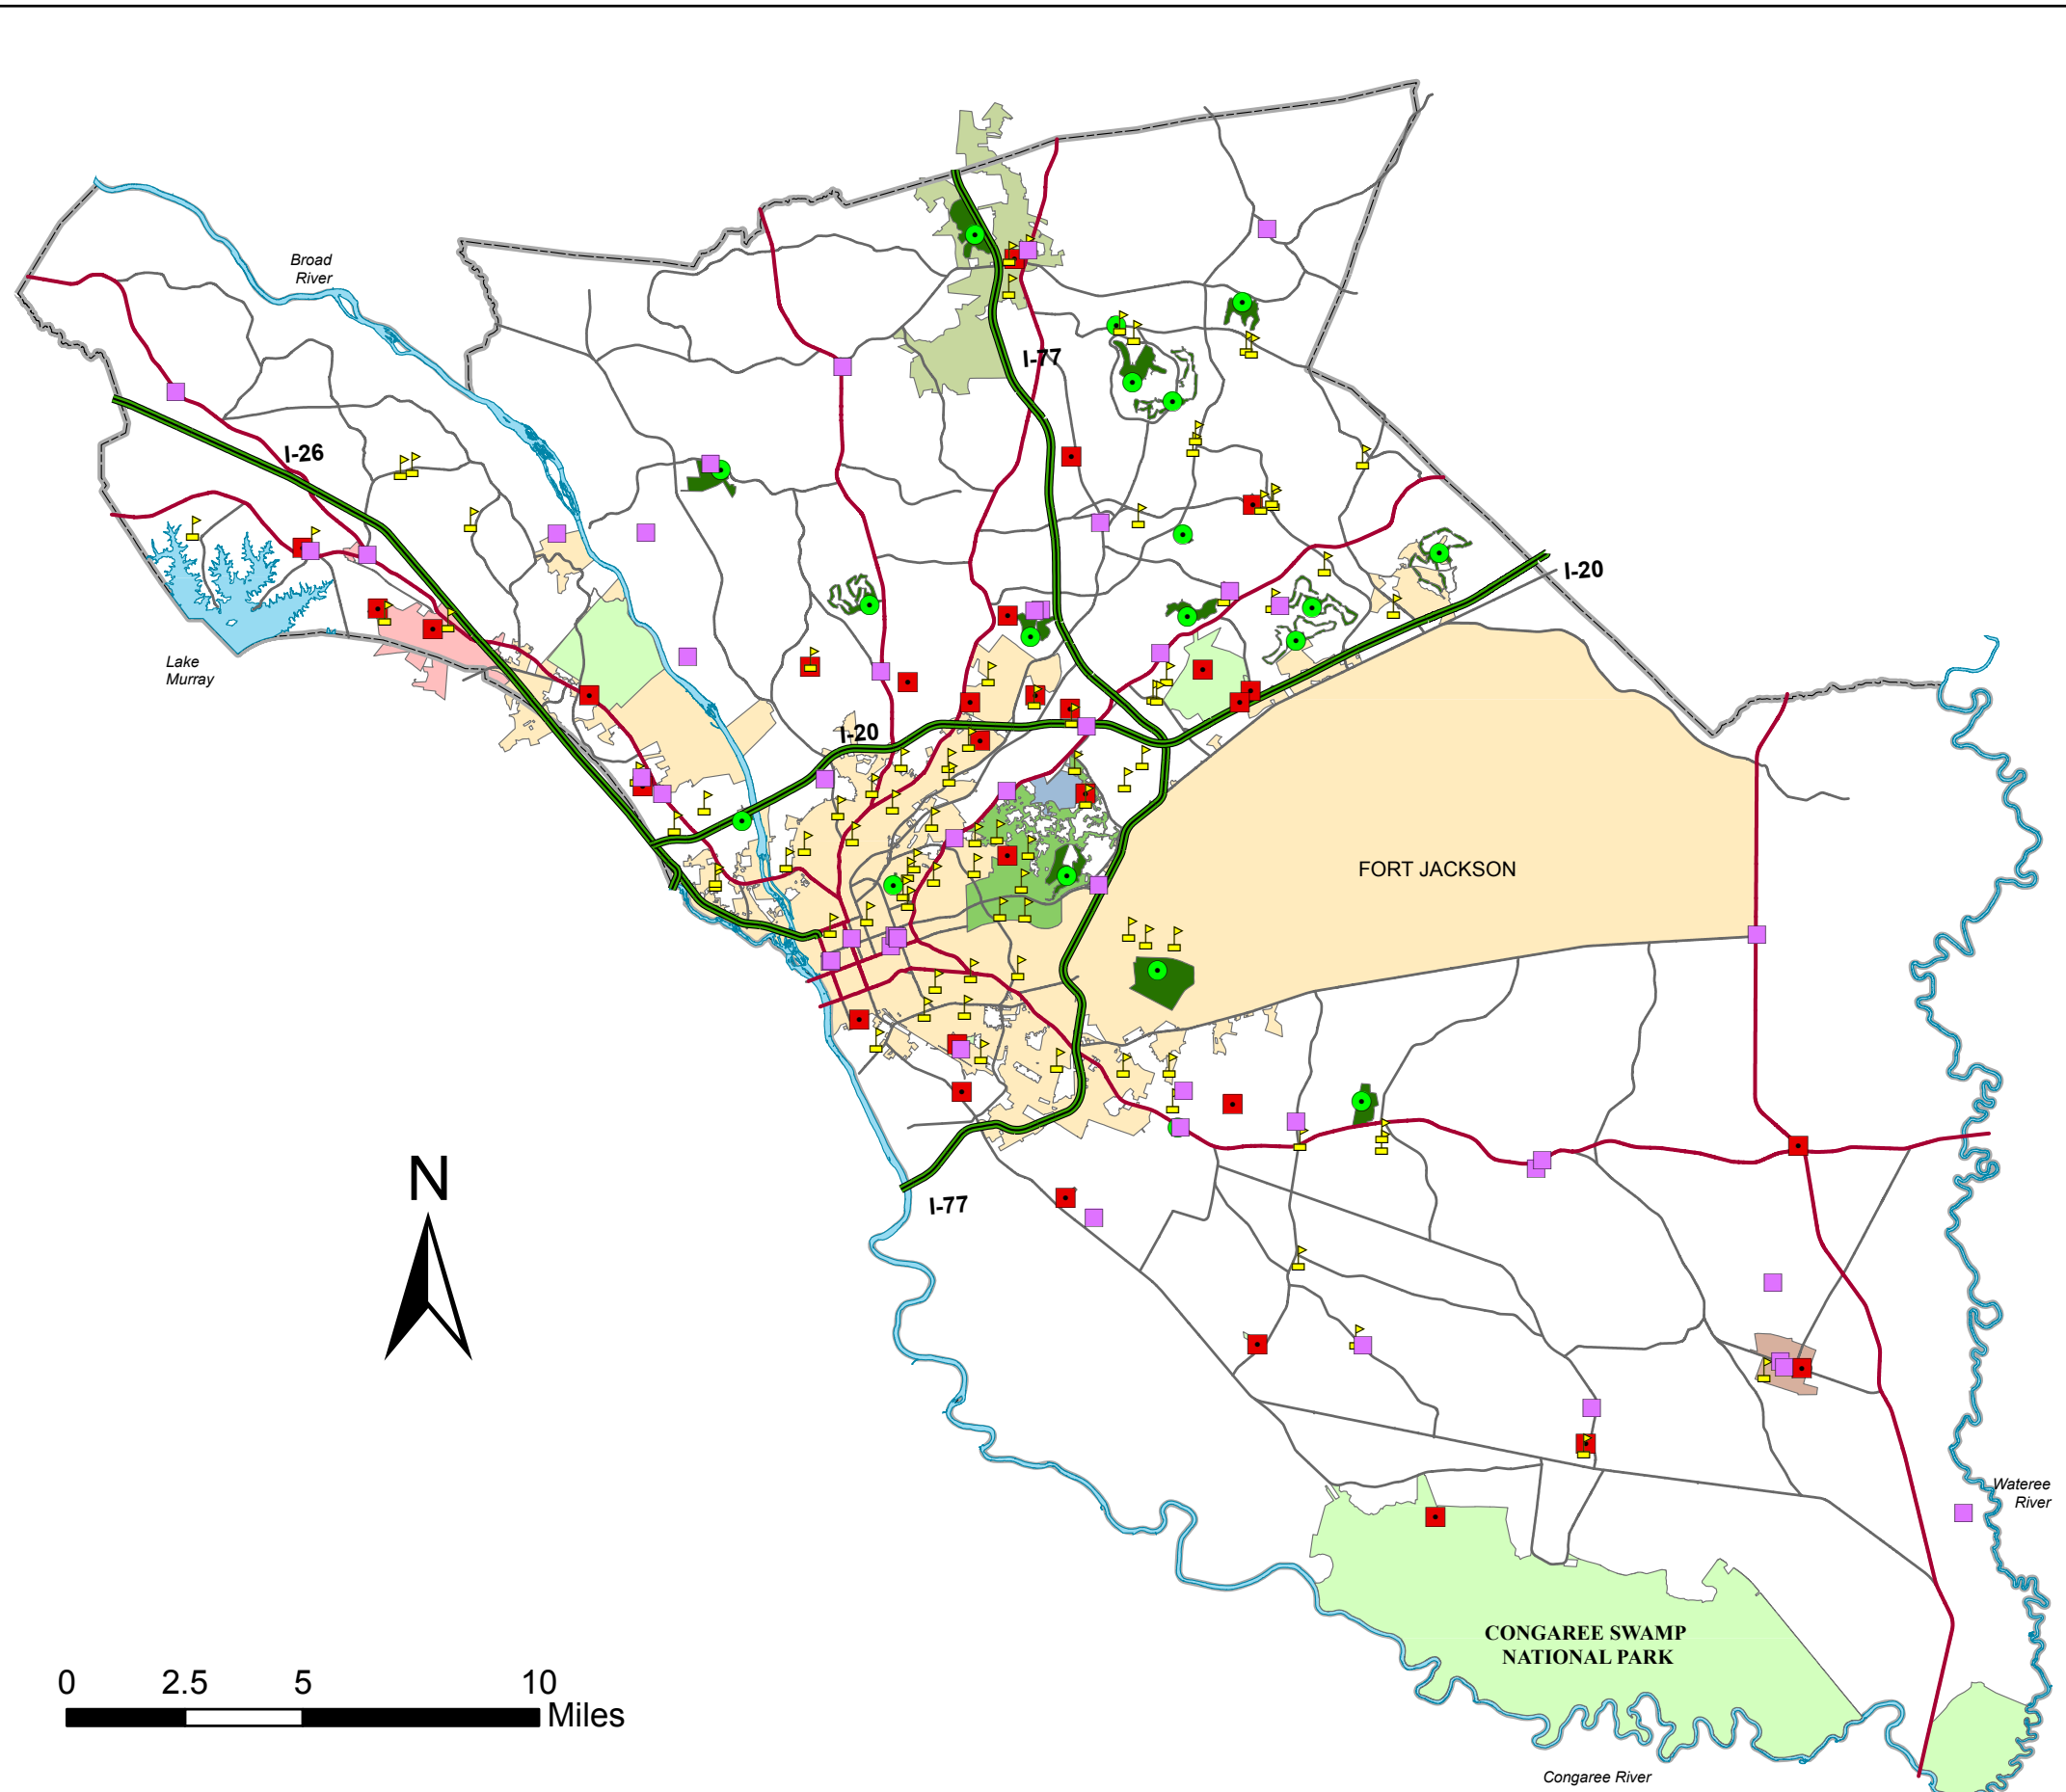 Broad
River
I-77
I-26
I-20
Lake
Murray
I-20
FORT JACKSON
N
I-77
Wateree
River
CONGAREE SWAMP
NATIONAL PARK
0 2.5 5 10
Miles
Congaree River